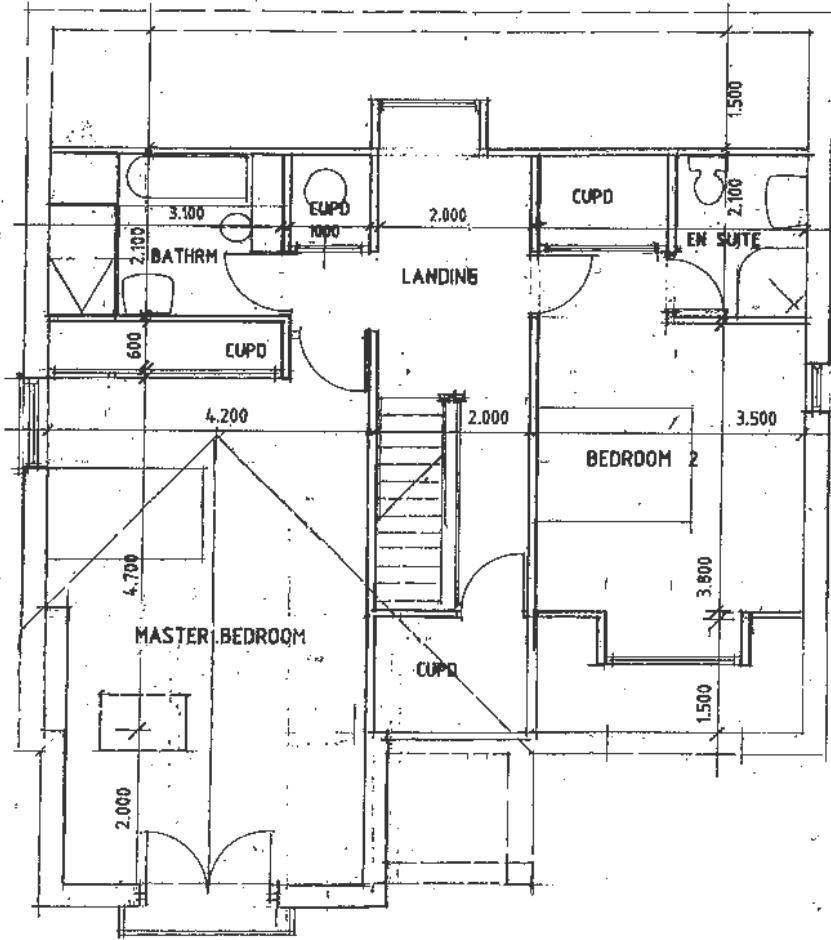 1.500
CUPD
3.100
CUPD
1000
2.000
2.100
2.100
EN SUITE
BATHRM
LANDING
600
CUPD
4.200
2.000
3.500
BEDROOM 2
4.700
3.800
MASTER BEDROOM
CUPD
1.500
2.000